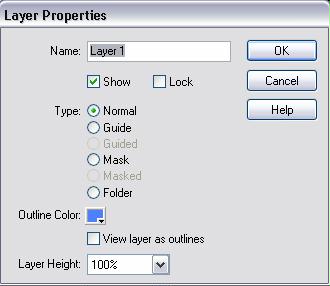 Layer Properties
Name: Layer 1 OK
Show Lock Cancel
Type: Normal Help
Guide
Guided
Mask
Masked
Folder
Outline Color:
View layer as outlines
Layer Height: 100%